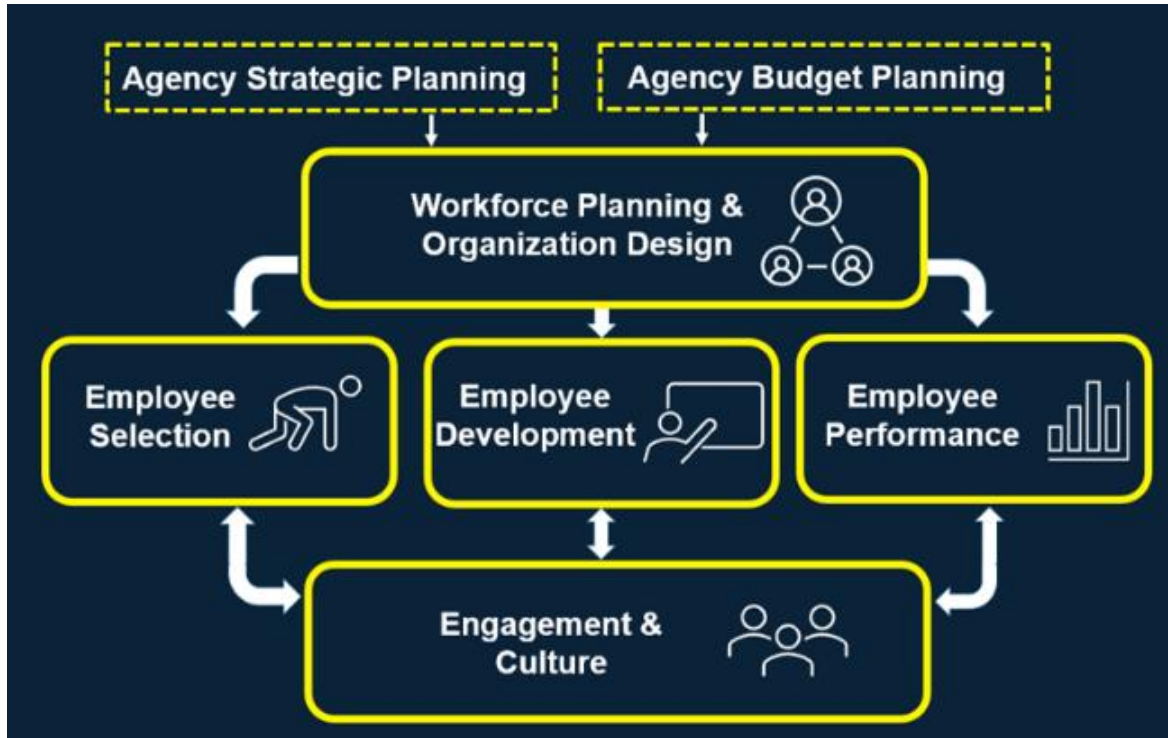 Agency Strategic Planning
Agency Budget Planning
Workforce Planning &
Organization Design
Employee
Selection
Employee
Development
Employee
Performance
Engagement &
Culture